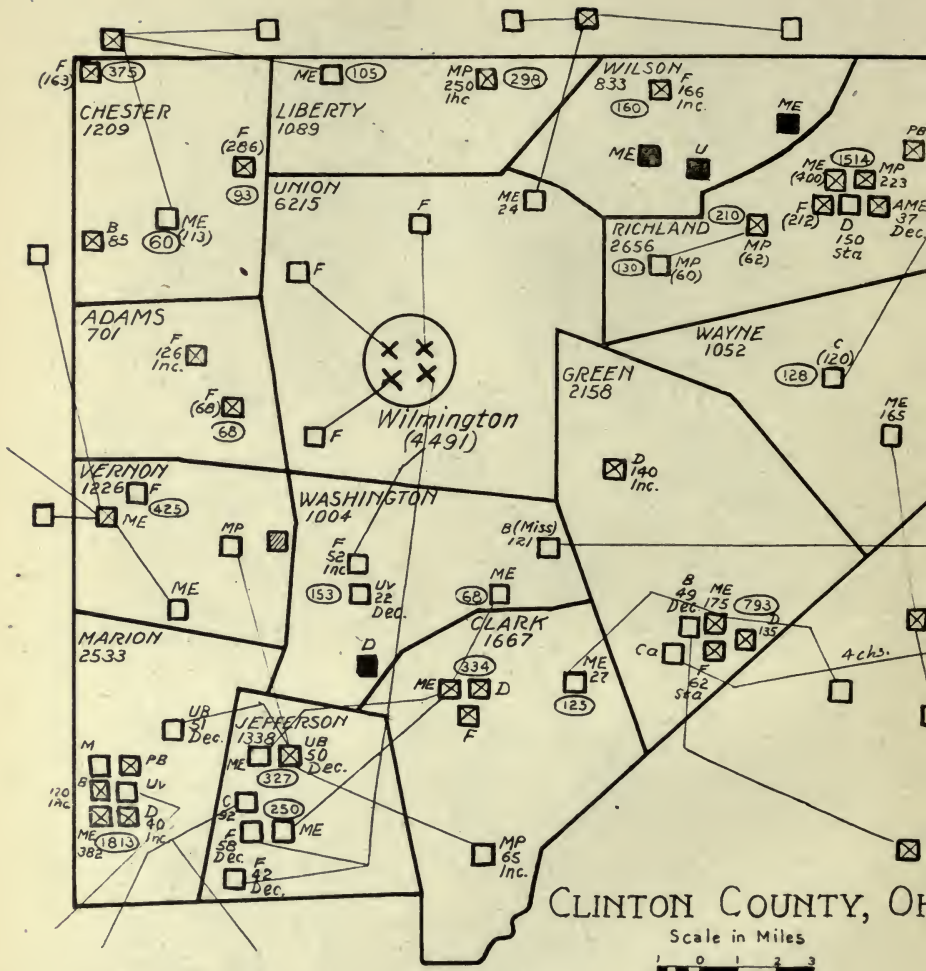 F
(163)
375
CHESTER
1209
F
(286)
93
B
85
ME
(113)
60
ME
105
MP
250
Inc
298
LIBERTY
1089
WILSON
833
F
166
Inc.
160
ME
ME
U
UNION
6215
ME
24
F
F
F
Wilmington
(4491)
RICHLAND
2656
210
MP
(62)
130
MP
(60)
1514
ME
(400)
MP
223
F
(212)
D
150
Sta
AME
37
Dec.
PB
ADAMS
701
F
126
Inc.
F
(68)
68
WAYNE
1052
C
(120)
128
ME
165
GREEN
2158
D
140
Inc.
B
49
Dec
ME
175
793
D
135
Ca
F
62
Sta
4 chs.
VERNON
1226
F
425
ME
MP
ME
WASHINGTON
1004
F
52
Inc
153
UV
22
Dec.
B (Miss)
121
ME
68
D
CLARK
1667
334
ME
D
F
ME
27
125
MP
65
Inc.
MARION
2533
UB
51
Dec.
M
PB
B
120
Inc
Uv
D
40
Inc
ME
382
1813
JEFFERSON
1338
ME
UB
50
Dec.
327
C
92
250
F
58
Dec.
ME
F
42
Dec.
CLINTON COUNTY, OH
Scale in Miles
1 0 1 2 3